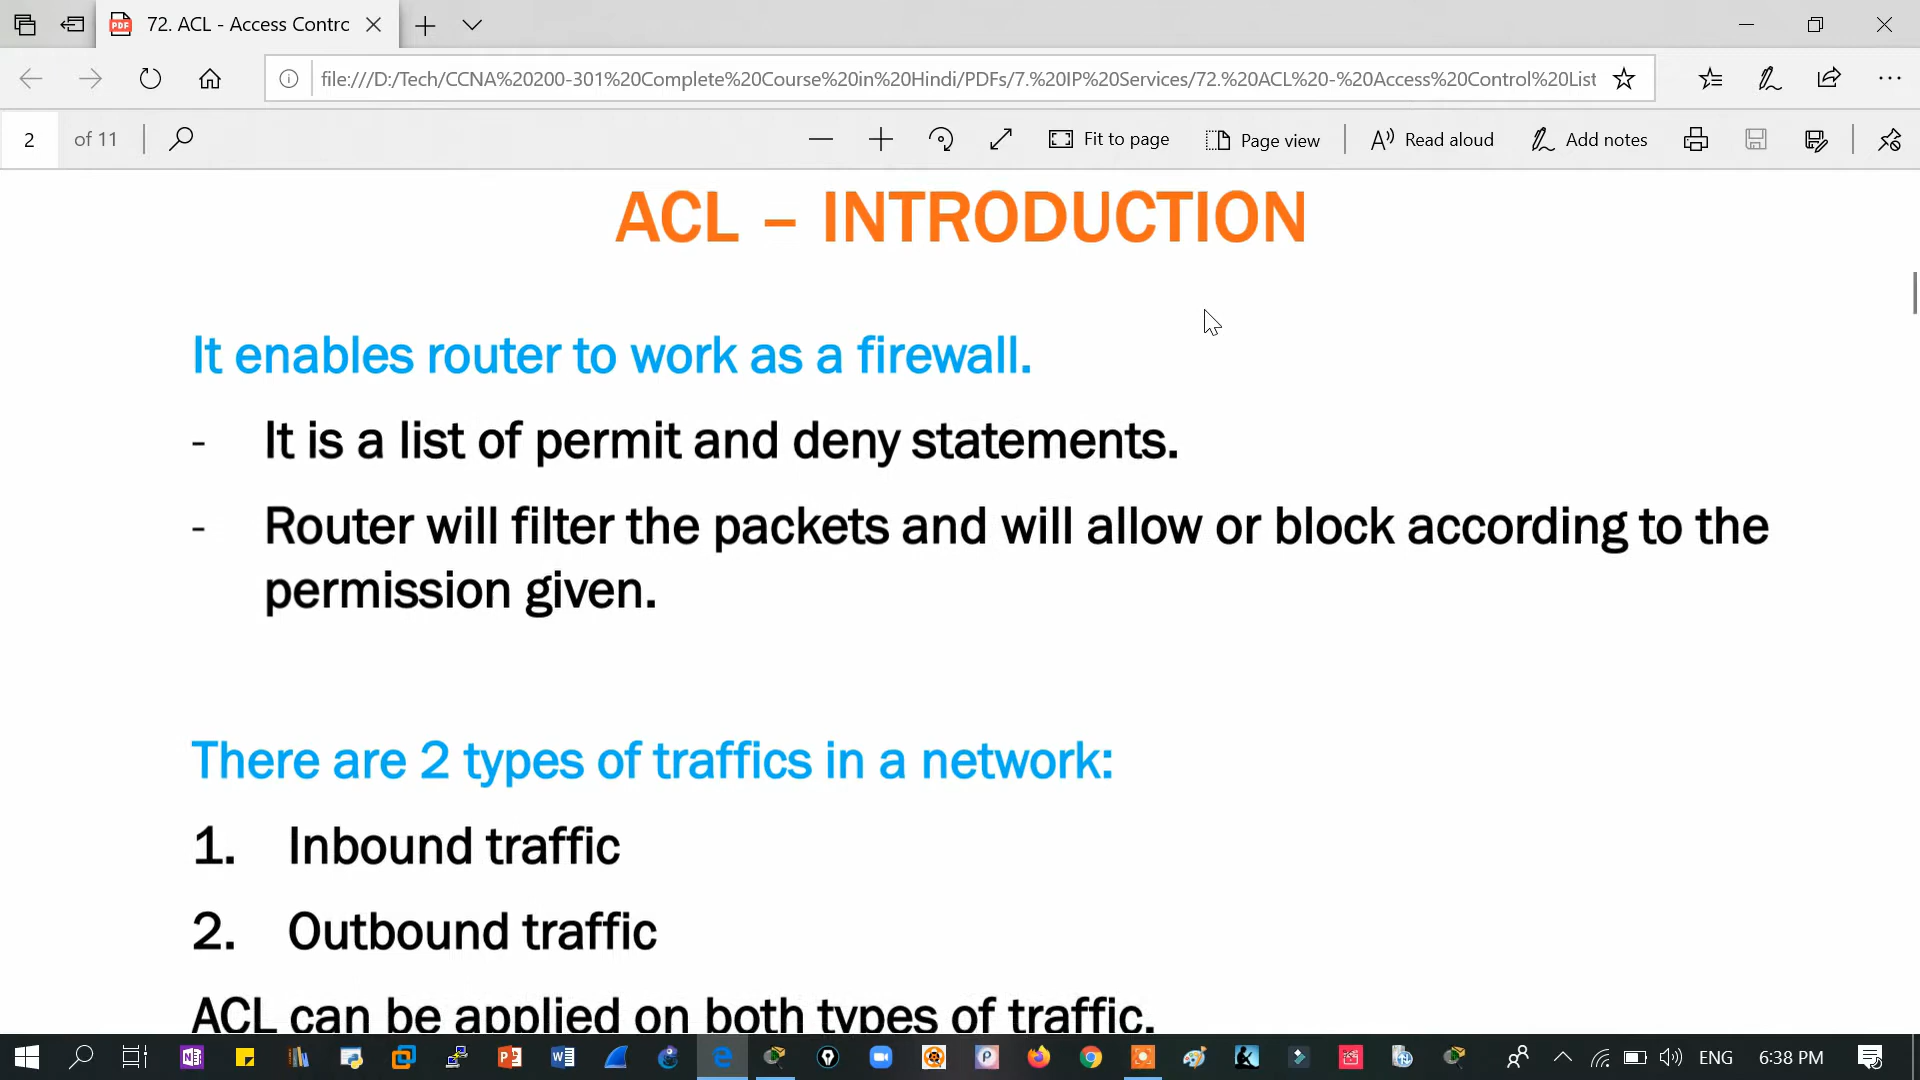 72. ACL - Access Contrc
file:///D:/Tech/CCNA%20200-301%20Complete%20Course%20in%20Hindi/PDFs/7.%20IP%20Services/72.%20ACL%20-%20Access%20Control%20List
2 of 11
Fit to page
Page view
Read aloud
Add notes
ACL – INTRODUCTION
It enables router to work as a firewall.
- It is a list of permit and deny statements.
- Router will filter the packets and will allow or block according to the
permission given.
There are 2 types of traffics in a network:
1. Inbound traffic
2. Outbound traffic
ACL can be applied on both types of traffic.
ENG
6:38 PM